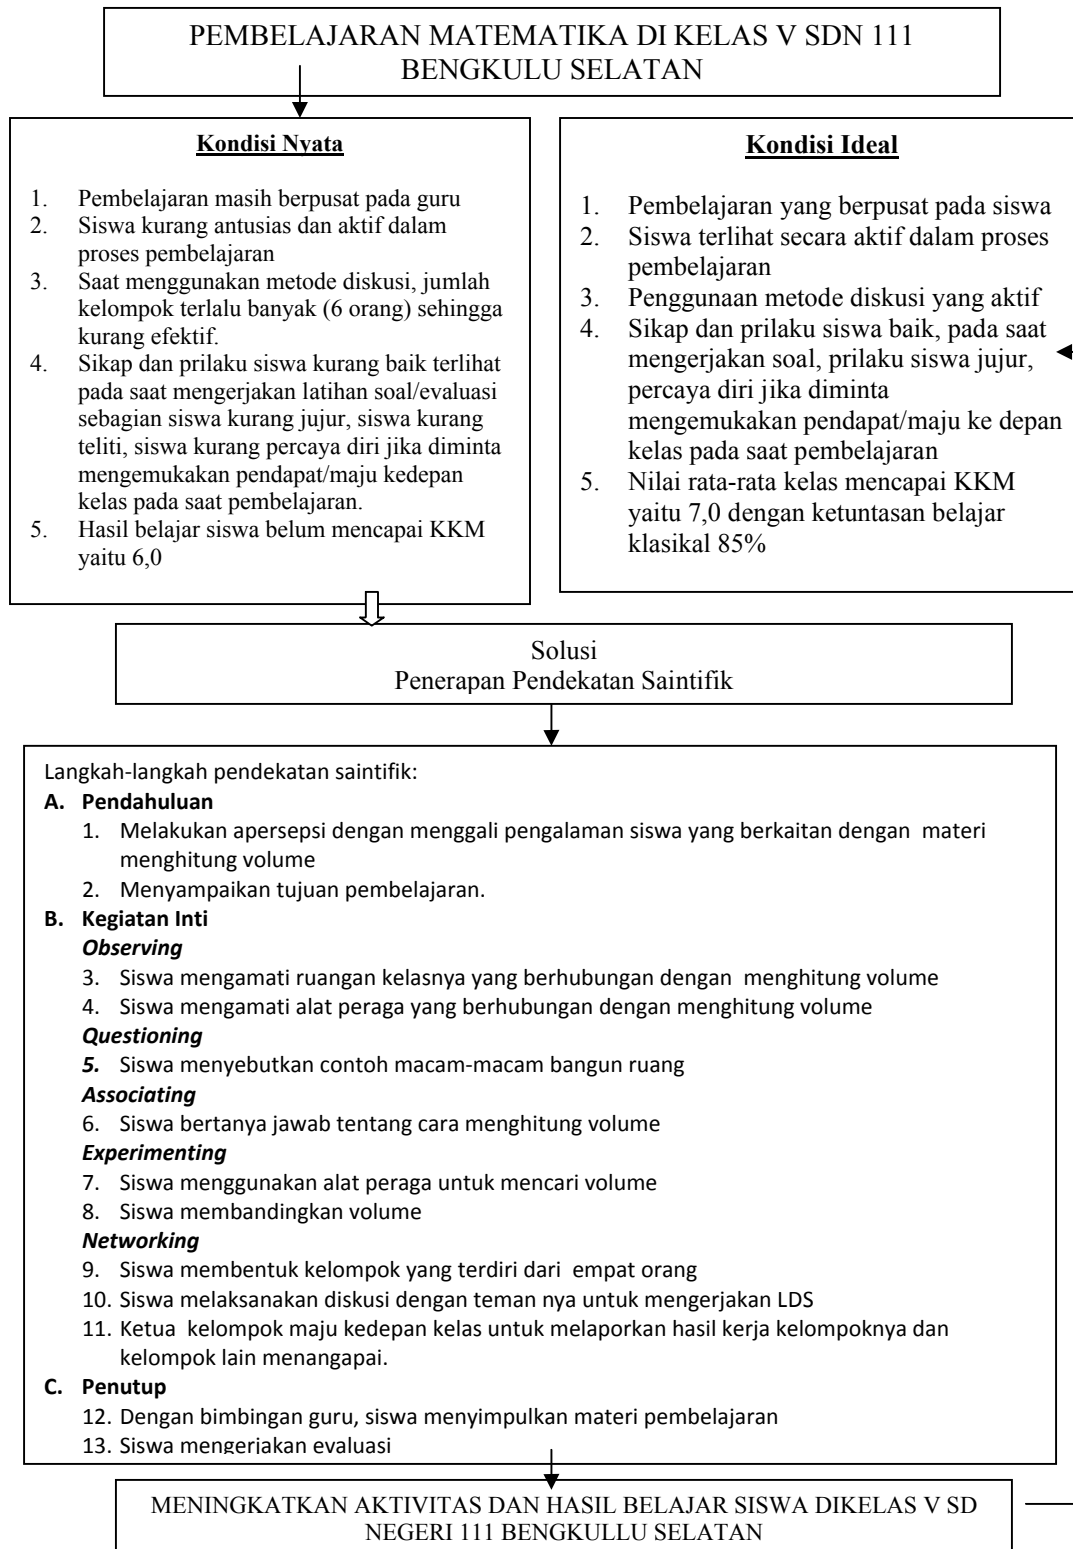 PEMBELAJARAN MATEMATIKA DI KELAS V SDN 111
BENGKULU SELATAN
Kondisi Nyata
1. Pembelajaran masih berpusat pada guru
2. Siswa kurang antusias dan aktif dalam
proses pembelajaran
3. Saat menggunakan metode diskusi, jumlah
kelompok terlalu banyak (6 orang) sehingga
kurang efektif.
4. Sikap dan prilaku siswa kurang baik terlihat
pada saat mengerjakan latihan soal/evaluasi
sebagian siswa kurang jujur, siswa kurang
teliti, siswa kurang percaya diri jika diminta
mengemukakan pendapat/maju kedepan
kelas pada saat pembelajaran.
5. Hasil belajar siswa belum mencapai KKM
yaitu 6,0
Kondisi Ideal
1. Pembelajaran yang berpusat pada siswa
2. Siswa terlihat secara aktif dalam proses
pembelajaran
3. Penggunaan metode diskusi yang aktif
4. Sikap dan prilaku siswa baik, pada saat
mengerjakan soal, prilaku siswa jujur,
percaya diri jika diminta
mengemukakan pendapat/maju ke depan
kelas pada saat pembelajaran
5. Nilai rata-rata kelas mencapai KKM
yaitu 7,0 dengan ketuntasan belajar
klasikal 85%
Solusi
Penerapan Pendekatan Saintifik
Langkah-langkah pendekatan saintifik:
A. Pendahuluan
1. Melakukan apersepsi dengan menggali pengalaman siswa yang berkaitan dengan materi
menghitung volume
2. Menyampaikan tujuan pembelajaran.
B. Kegiatan Inti
Observing
3. Siswa mengamati ruangan kelasnya yang berhubungan dengan menghitung volume
4. Siswa mengamati alat peraga yang berhubungan dengan menghitung volume
Questioning
5. Siswa menyebutkan contoh macam-macam bangun ruang
Associating
6. Siswa bertanya jawab tentang cara menghitung volume
Experimenting
7. Siswa menggunakan alat peraga untuk mencari volume
8. Siswa membandingkan volume
Networking
9. Siswa membentuk kelompok yang terdiri dari empat orang
10. Siswa melaksanakan diskusi dengan teman nya untuk mengerjakan LDS
11. Ketua kelompok maju kedepan kelas untuk melaporkan hasil kerja kelompoknya dan
kelompok lain menangapai.
C. Penutup
12. Dengan bimbingan guru, siswa menyimpulkan materi pembelajaran
13. Siswa mengerjakan evaluasi
MENINGKATKAN AKTIVITAS DAN HASIL BELAJAR SISWA DIKELAS V SD
NEGERI 111 BENGKULLU SELATAN